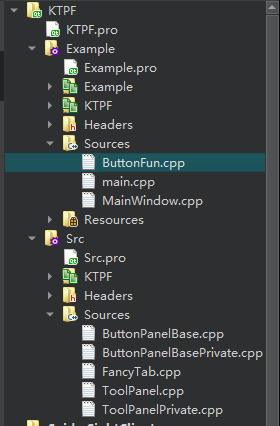 KTPF
KTPF.pro
Example
Example.pro
Example
KTPF
Headers
Sources
ButtonFun.cpp
main.cpp
MainWindow.cpp
Resources
Src
Src.pro
KTPF
Headers
Sources
ButtonPanelBase.cpp
ButtonPanelBasePrivate.cpp
FancyTab.cpp
ToolPanel.cpp
ToolPanelPrivate.cpp